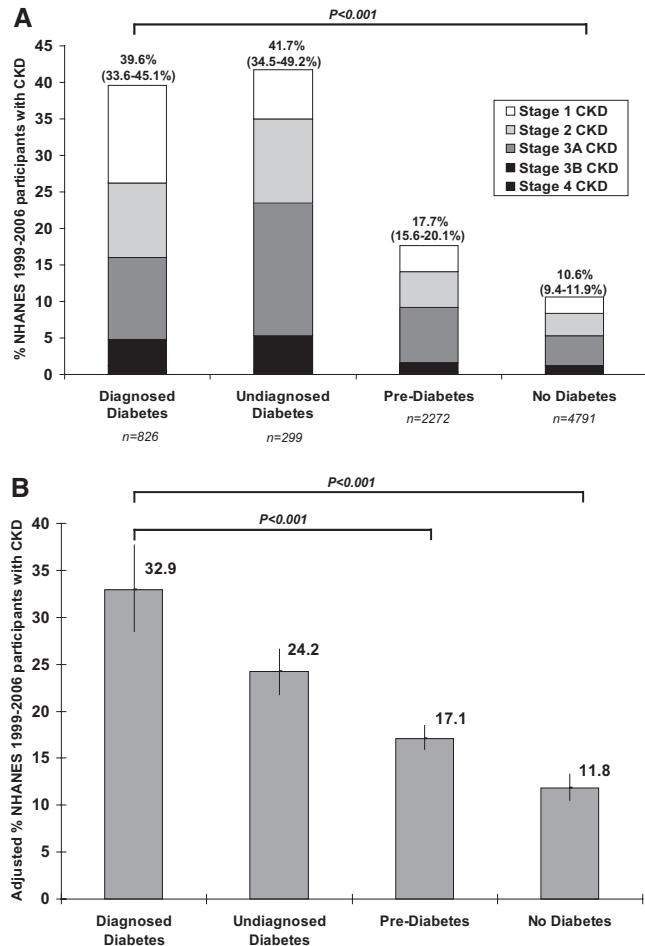 A
P<0.001
% NHANES 1999-2006 participants with CKD
45
40
35
30
25
20
15
10
5
0
39.6%
(33.6-45.1%)
41.7%
(34.5-49.2%)
17.7%
(15.6-20.1%)
10.6%
(9.4-11.9%)
Stage 1 CKD
Stage 2 CKD
Stage 3A CKD
Stage 3B CKD
Stage 4 CKD
Diagnosed
Diabetes
n=826
Undiagnosed
Diabetes
n=299
Pre-Diabetes
n=2272
No Diabetes
n=4791
B
P<0.001
P<0.001
Adjusted % NHANES 1999-2006 participants with CKD
40
35
30
25
20
15
10
5
0
32.9
24.2
17.1
11.8
Diagnosed
Diabetes
Undiagnosed
Diabetes
Pre-Diabetes
No Diabetes